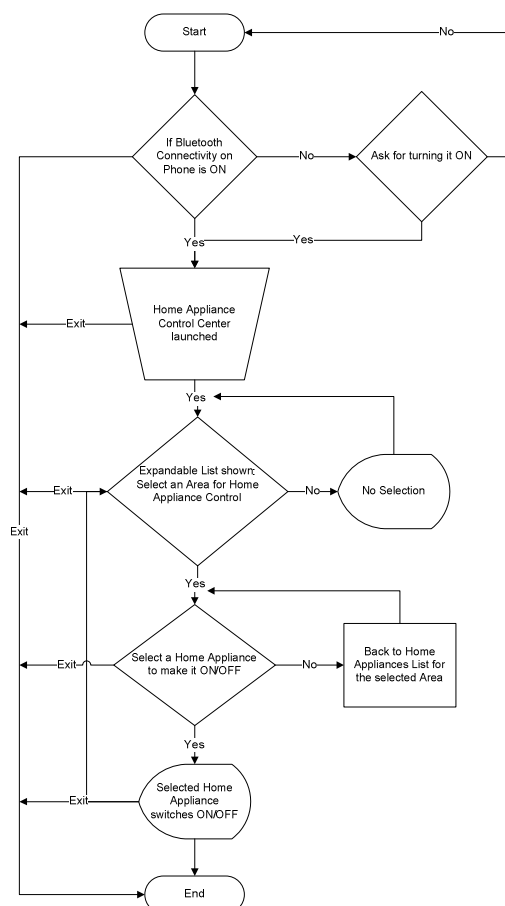 Start
No
If Bluetooth
Connectivity on
Phone is ON
No
Ask for turning it ON
Yes
Yes
Home Appliance
Control Center
launched
Exit
Yes
Expandable List shown;
Select an Area for Home
Appliance Control
Exit
No
No Selection
Exit
Yes
Select a Home Appliance
to make it ON/OFF
Exit
No
Back to Home
Appliances List for
the selected Area
Yes
Selected Home
Appliance
switches ON/OFF
Exit
End